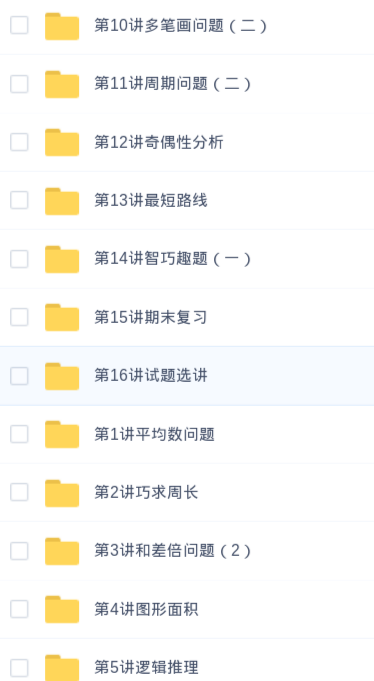 第10讲多笔画问题（二）
第11讲周期问题（二）
第12讲奇偶性分析
第13讲最短路线
第14讲智巧趣题（一）
第15讲期末复习
第16讲试题选讲
第1讲平均数问题
第2讲巧求周长
第3讲和差倍问题（2）
第4讲图形面积
第5讲逻辑推理